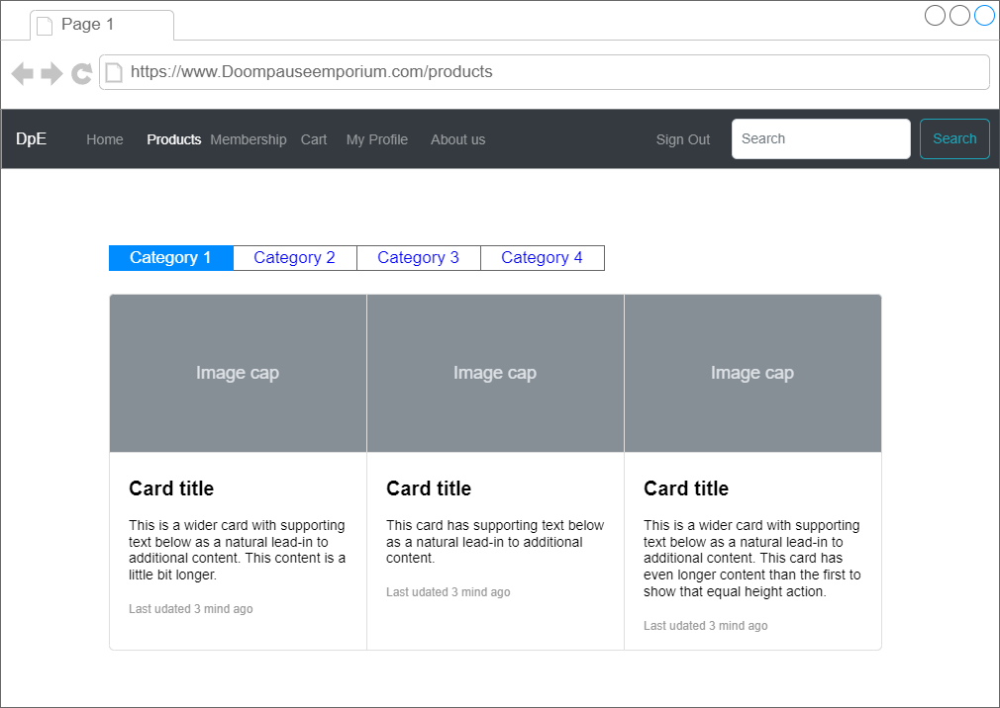 Page 1
https://www.Doompauseemporium.com/products
DpE Home Products Membership Cart My Profile About us Sign Out Search Search
Category 1 Category 2 Category 3 Category 4
Image cap Image cap Image cap
Card title
This is a wider card with supporting
text below as a natural lead-in to
additional content. This content is a
little bit longer.
Last udated 3 mind ago
Card title
This card has supporting text below
as a natural lead-in to additional
content.
Last udated 3 mind ago
Card title
This is a wider card with supporting
text below as a natural lead-in to
additional content. This card has
even longer content than the first to
show that equal height action.
Last udated 3 mind ago